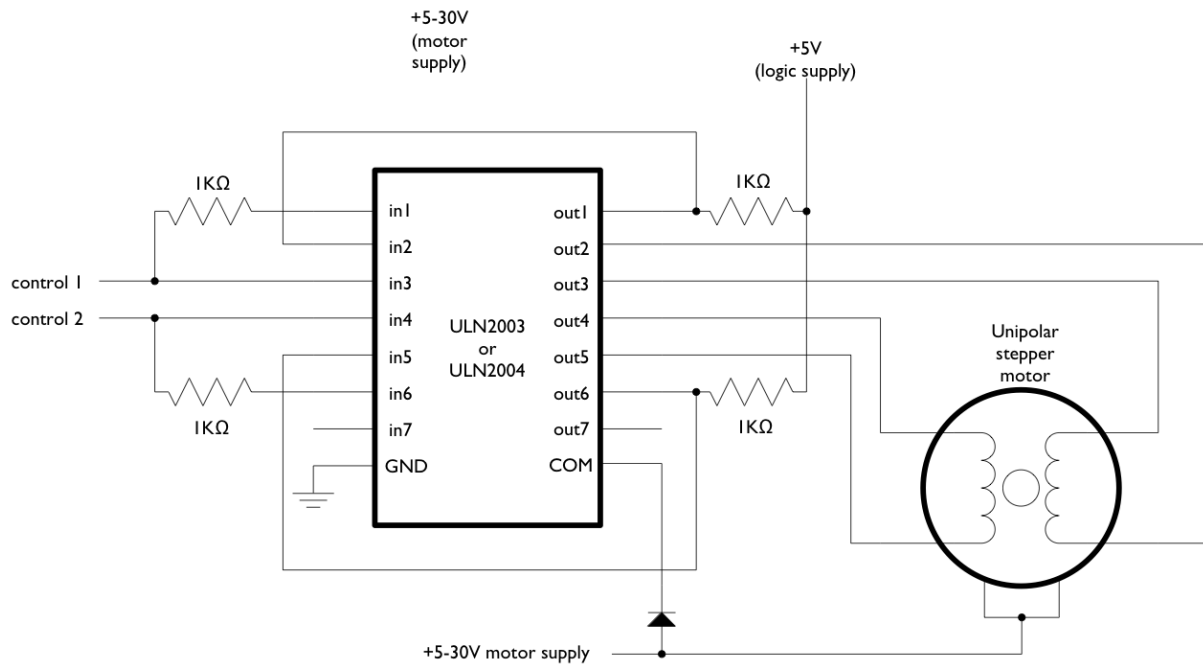 +5-30V
(motor
supply)
+5V
(logic supply)
1KΩ
1KΩ
in1
out1
in2
out2
control 1
in3
out3
control 2
in4
out4
ULN2003
or
ULN2004
Unipolar
stepper
motor
in5
out5
in6
out6
1KΩ
1KΩ
in7
out7
GND
COM
+5-30V motor supply